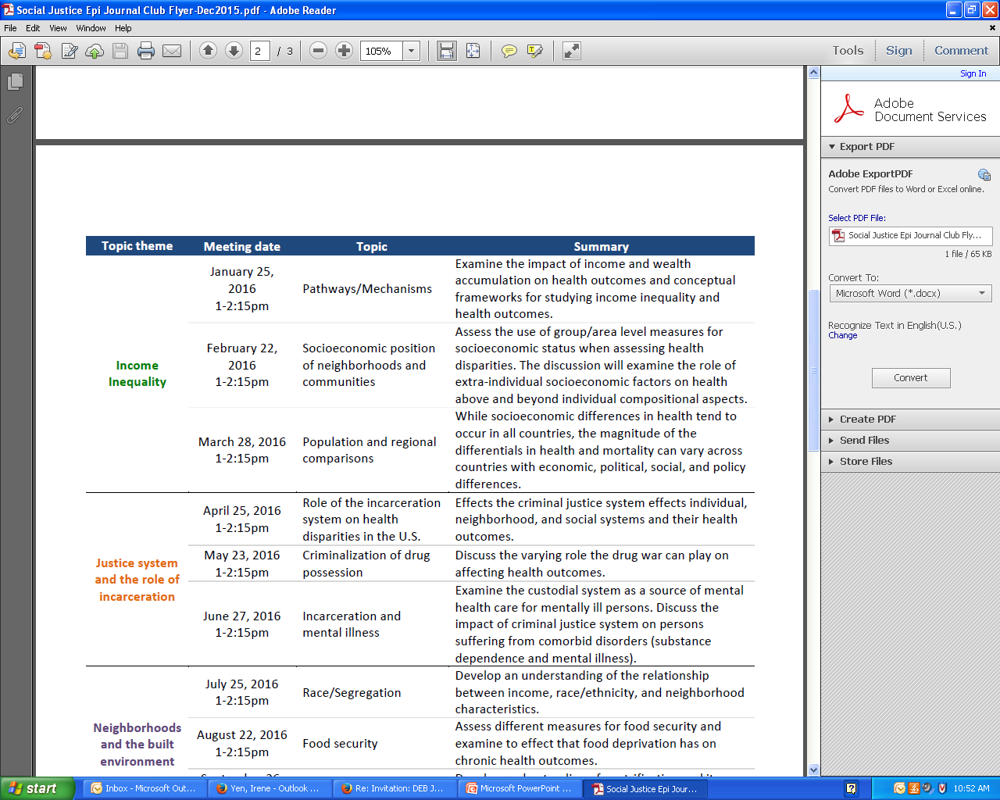 Social Justice Epi Journal Club Flyer-Dec2015.pdf - Adobe Reader
File Edit View Window Help
2 / 3 105% Tools Sign Comment
Sign In
Adobe
Document Services
Export PDF
Adobe ExportPDF
Convert PDF files to Word or Excel online.
Select PDF File:
Social Justice Epi Journal Club Fly...
1 file / 65 KB
Convert To:
Microsoft Word (*.docx)
Recognize Text in English(U.S.)
Change
Convert
Create PDF
Send Files
Store Files
Topic theme Meeting date Topic Summary
Income
Inequality
January 25,
2016
1-2:15pm
Pathways/Mechanisms
Examine the impact of income and wealth
accumulation on health outcomes and conceptual
frameworks for studying income inequality and
health outcomes.
February 22,
2016
1-2:15pm
Socioeconomic position
of neighborhoods and
communities
Assess the use of group/area level measures for
socioeconomic status when assessing health
disparities. The discussion will examine the role of
extra-individual socioeconomic factors on health
above and beyond individual compositional aspects.
March 28, 2016
1-2:15pm
Population and regional
comparisons
While socioeconomic differences in health tend to
occur in all countries, the magnitude of the
differentials in health and mortality can vary across
countries with economic, political, social, and policy
differences.
Justice system
and the role of
incarceration
April 25, 2016
1-2:15pm
Role of the incarceration
system on health
disparities in the U.S.
Effects the criminal justice system effects individual,
neighborhood, and social systems and their health
outcomes.
May 23, 2016
1-2:15pm
Criminalization of drug
possession
Discuss the varying role the drug war can play on
affecting health outcomes.
June 27, 2016
1-2:15pm
Incarceration and
mental illness
Examine the custodial system as a source of mental
health care for mentally ill persons. Discuss the
impact of criminal justice system on persons
suffering from comorbid disorders (substance
dependence and mental illness).
Neighborhoods
and the built
environment
July 25, 2016
1-2:15pm
Race/Segregation
Develop an understanding of the relationship
between income, race/ethnicity, and neighborhood
characteristics.
August 22, 2016
1-2:15pm
Food security
Assess different measures for food security and
examine to effect that food deprivation has on
chronic health outcomes.
start
Inbox - Microsoft Out...
Yen, Irene - Outlook ...
Re: Invitation: DEB J...
Microsoft PowerPoint ...
Social Justice Epi Jour...
10:52 AM